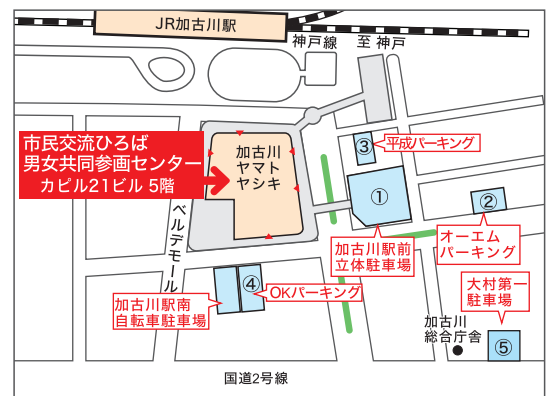 JR加古川駅
神戸線
至 神戸
市民交流ひろば
男女共同参画センター
カピル21ビル 5階
加古川
ヤマト
ヤシキ
③
平成パーキング
①
②
ベルデモール
加古川駅前
立体駐車場
オーエム
パーキング
④
OKパーキング
加古川駅南
自転車駐車場
大村第一
駐車場
加古川
総合庁舎
⑤
国道2号線